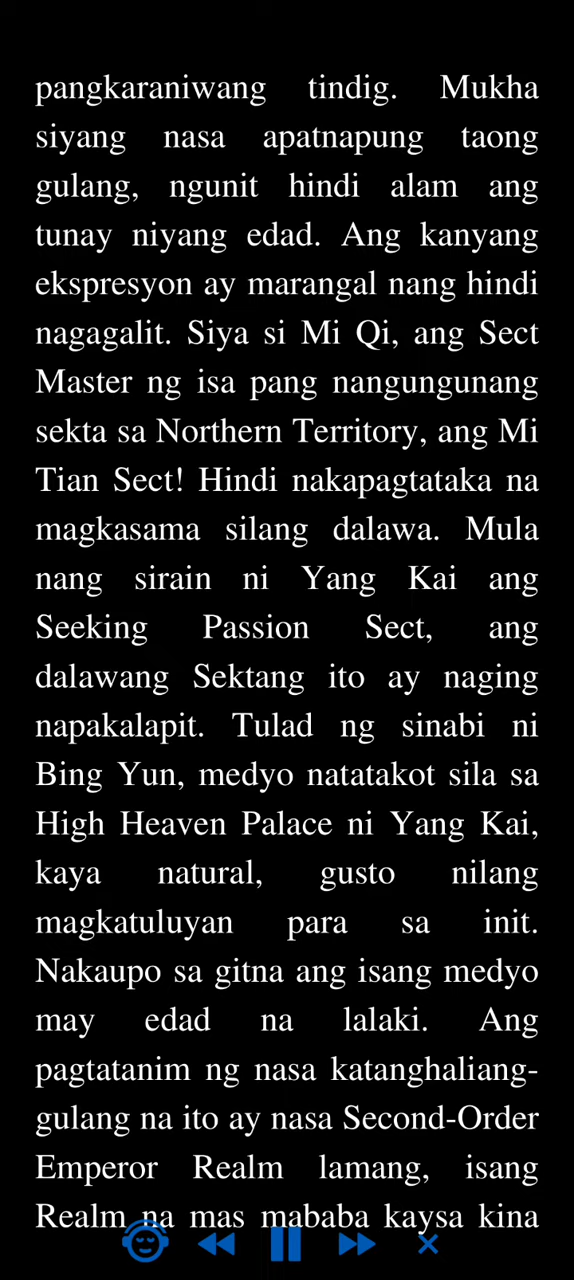 pangkaraniwang tindig. Mukha
siyang nasa apatnapung taong
gulang, ngunit hindi alam ang
tunay niyang edad. Ang kanyang
ekspresyon ay marangal nang hindi
nagagalit. Siya si Mi Qi, ang Sect
Master ng isa pang nangungunang
sekta sa Northern Territory, ang Mi
Tian Sect! Hindi nakapagtataka na
magkasama silang dalawa. Mula
nang sirain ni Yang Kai ang
Seeking Passion Sect, ang
dalawang Sektang ito ay naging
napakalapit. Tulad ng sinabi ni
Bing Yun, medyo natatakot sila sa
High Heaven Palace ni Yang Kai,
kaya natural, gusto nilang
magkatuluyan para sa init.
Nakaupo sa gitna ang isang medyo
may edad na lalaki. Ang
pagtatanim ng nasa katanghaliang-
gulang na ito ay nasa Second-Order
Emperor Realm lamang, isang
Realm na mas mababa kaysa kina